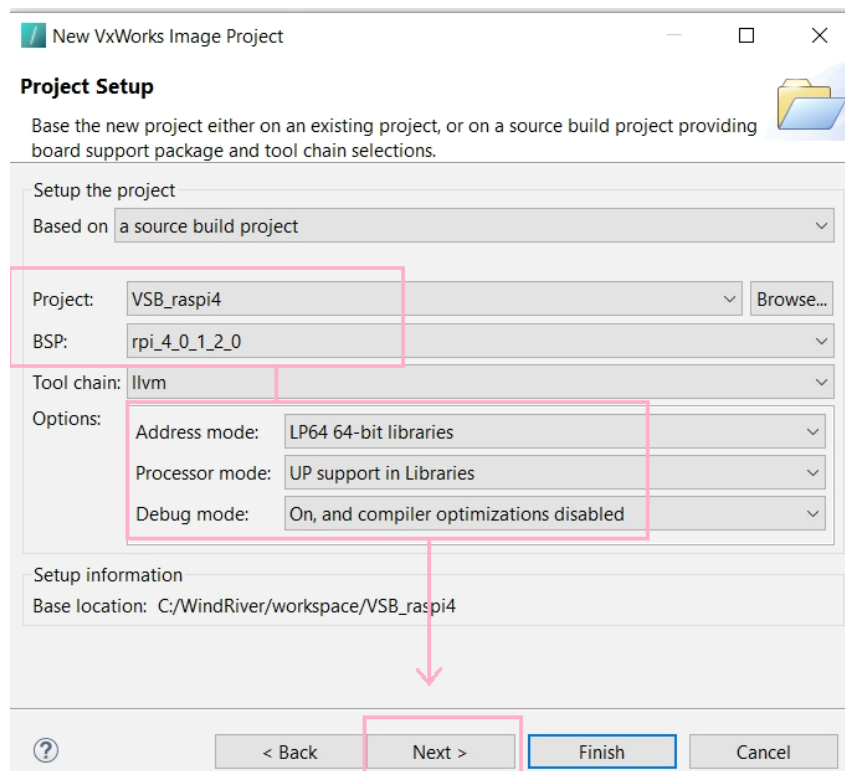 New VxWorks Image Project
Project Setup
Base the new project either on an existing project, or on a source build project providing
board support package and tool chain selections.
Setup the project
Based on a source build project
Project: VSB_raspi4 Browse...
BSP: rpi_4_0_1_2_0
Tool chain: llvm
Options:
Address mode: LP64 64-bit libraries
Processor mode: UP support in Libraries
Debug mode: On, and compiler optimizations disabled
Setup information
Base location: C:/WindRiver/workspace/VSB_raspi4
? < Back Next > Finish Cancel